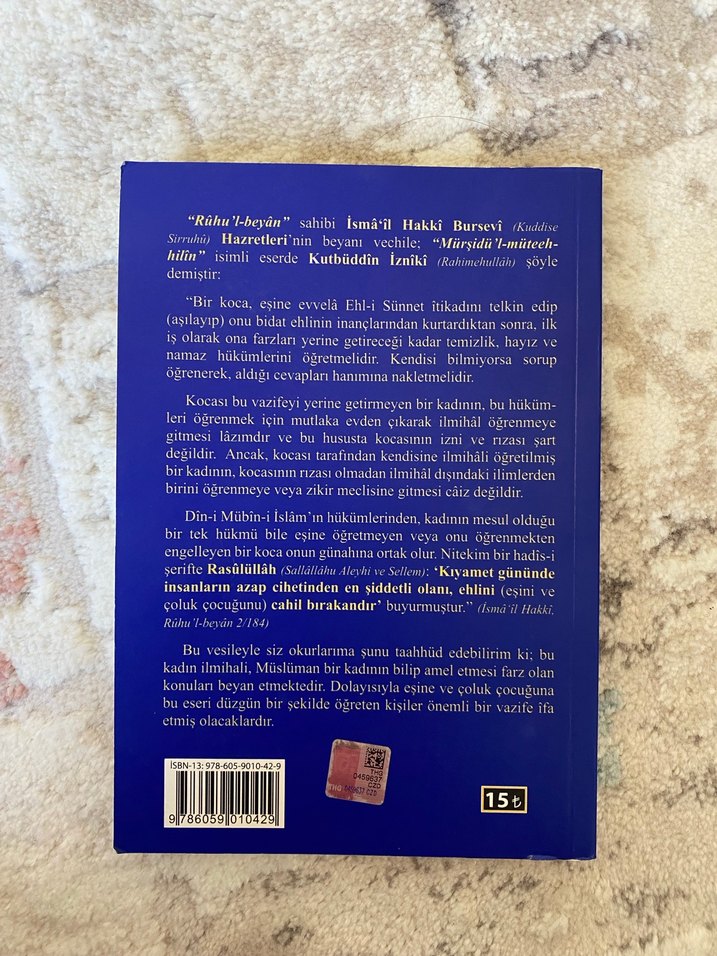 “Rûhu’l-beyân” sahibi İsmâ‘îl Hakkî Bursevî (Kuddise
Sirruhû) Hazretleri’nin beyanı vechile; “Mürşidü’l-müteeh-
hilîn” isimli eserde Kutbüddîn İznîkî (Rahimehullâh) şöyle
demiştir:
“Bir koca, eşine evvelâ Ehl-i Sünnet îtikadını telkin edip
(aşılayıp) onu bidat ehlinin inançlarından kurtardıktan sonra, ilk
iş olarak ona farzları yerine getireceği kadar temizlik, hayız ve
namaz hükümlerini öğretmelidir. Kendisi bilmiyorsa sorup
öğrenerek, aldığı cevapları hanımına nakletmelidir.
Kocası bu vazifeyi yerine getirmeyen bir kadının, bu hüküm-
leri öğrenmek için mutlaka evden çıkarak ilmihâl öğrenmeye
gitmesi lâzımdır ve bu hususta kocasının izni ve rızası şart
değildir. Ancak, kocası tarafından kendisine ilmihâli öğretilmiş
bir kadının, kocasının rızası olmadan ilmihâl dışındaki ilimlerden
birini öğrenmeye veya zikir meclisine gitmesi câiz değildir.
Dîn-i Mübîn-i İslâm’ın hükümlerinden, kadının mesul olduğu
bir tek hükmü bile eşine öğretmeyen veya onu öğrenmekten
engelleyen bir koca onun günahına ortak olur. Nitekim bir hadîs-i
şerifte Rasûlüllâh (Sallâllâhu Aleyhi ve Sellem): ‘Kıyamet gününde
insanların azap cihetinden en şiddetli olanı, ehlini (eşini ve
çoluk çocuğunu) cahil bırakandır’ buyurmuştur.” (İsmâ‘îl Hakkî,
Rûhu’l-beyân 2/184)
Bu vesileyle siz okurlarıma şunu taahhüd edebilirim ki; bu
kadın ilmihali, Müslüman bir kadının bilip amel etmesi farz olan
konuları beyan etmektedir. Dolayısıyla eşine ve çoluk çocuğuna
bu eseri düzgün bir şekilde öğreten kişiler önemli bir vazife îfa
etmiş olacaklardır.
İSBN-13: 978-605-9010-42-9
9 786059 010429
THG
0459637
CZD
THG 0459637 CZD
15 ₺